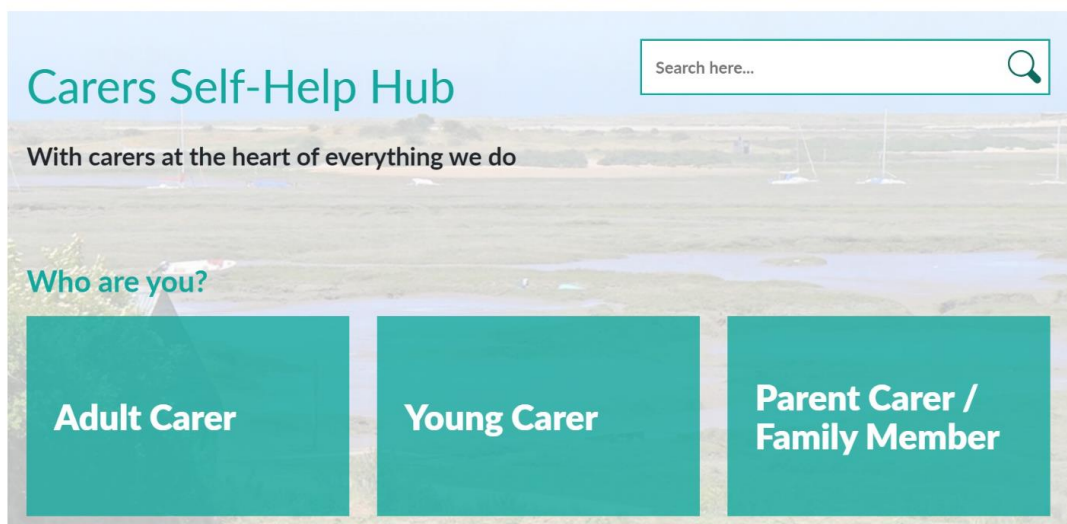 Carers Self-Help Hub
Search here...
With carers at the heart of everything we do
Who are you?
Adult Carer
Young Carer
Parent Carer /
Family Member